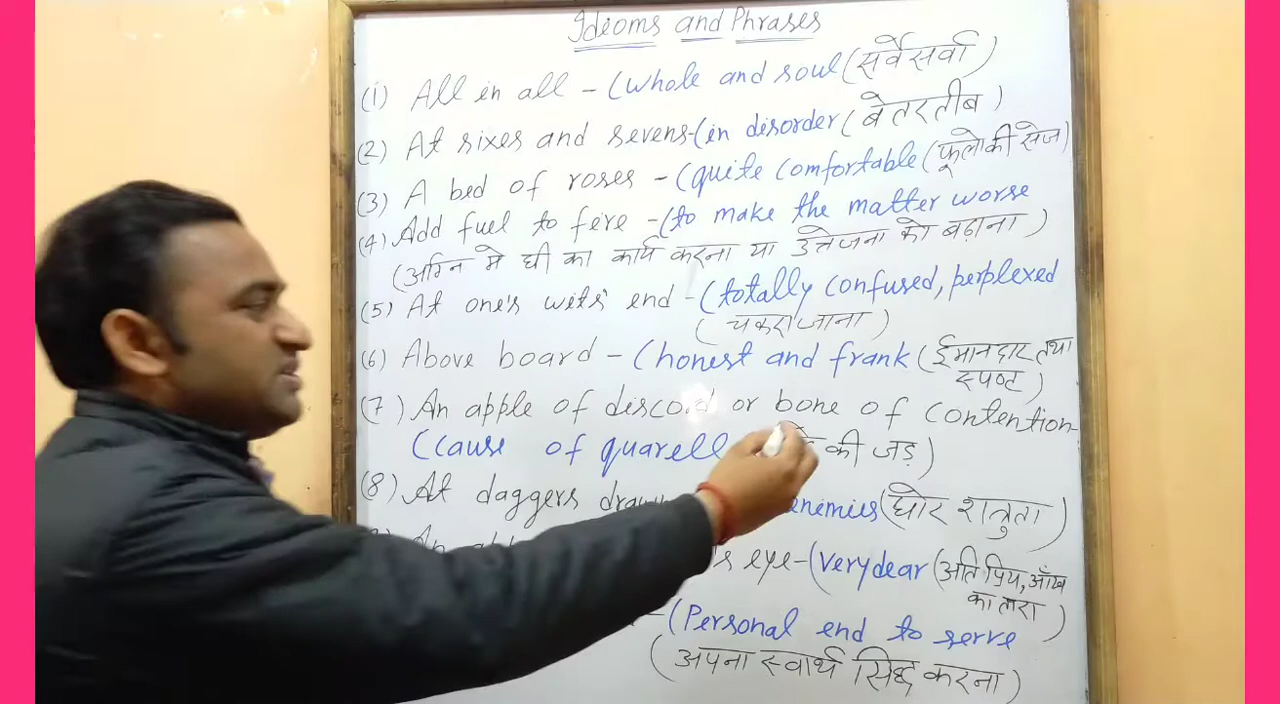 Idioms and Phrases
(1) All in all - (whole and soul (सर्वेसर्वा)
(2) At sixes and sevens-(in disorder (बेतरतीब)
(3) A bed of roses - (quite comfortable (फूलो की सेज)
(4) Add fuel to fire - (to make the matter worse
(अग्नि मे घी का कार्य करना या उत्तेजना को बढ़ाना)
(5) At one's wits' end - (totally confused, perplexed
(चकरा जाना)
(6) Above board - (honest and frank (ईमानदार तथा
स्पष्ट)
(7) An apple of discord or bone of contention-
(cause of quarell की जड़)
(8) At daggers enemies (घोर शत्रुता)
eye-(very dear (अति प्रिय, आँख
का तारा)
(Personal end to serve
(अपना स्वार्थ सिद्ध करना)